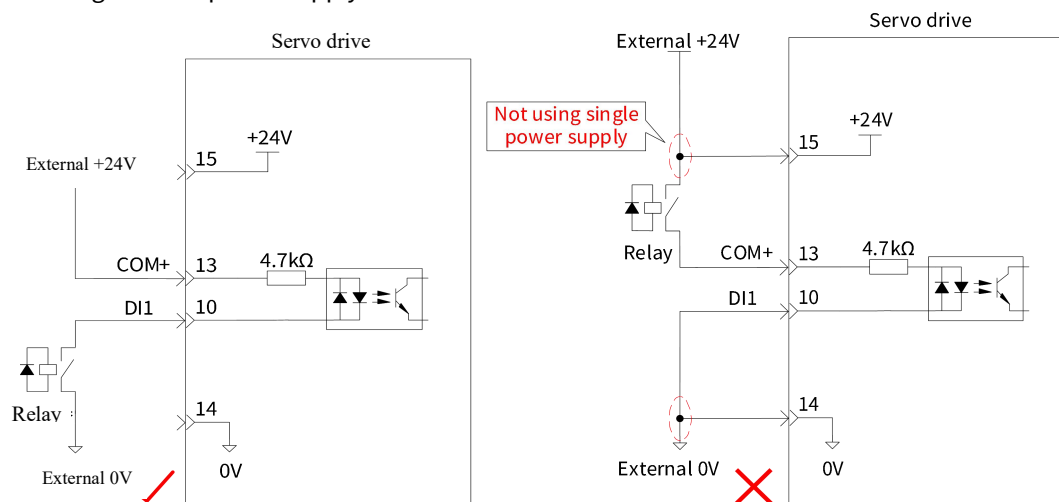 Servo drive
+24V
15
External +24V
COM+
13
4.7kΩ
DI1
10
Relay
14
0V
External 0V
Servo drive
External +24V
Not using single
power supply
+24V
15
Relay
COM+
13
4.7kΩ
DI1
10
14
External 0V
0V